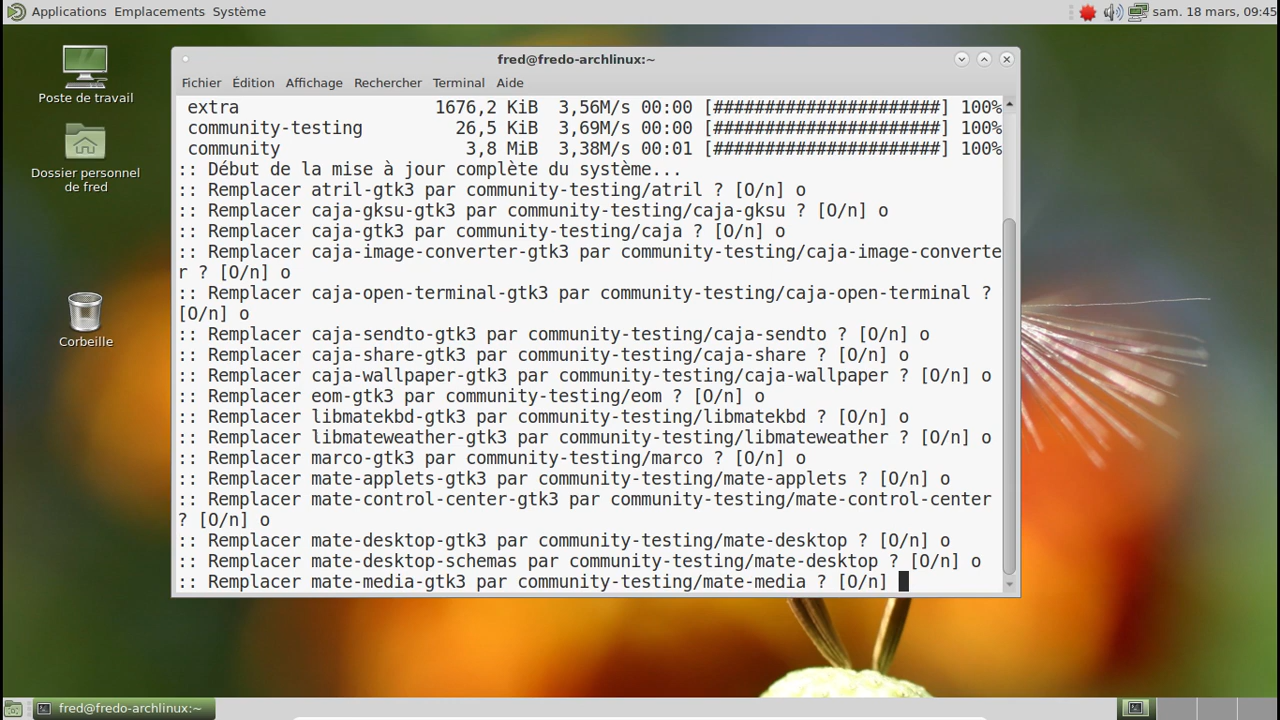 Applications Emplacements Système
sam. 18 mars, 09:45
Poste de travail
Dossier personnel
de fred
Corbeille
fred@fredo-archlinux:~
Fichier Édition Affichage Rechercher Terminal Aide
extra 1676,2 KiB 3,56M/s 00:00 [######################] 100%
community-testing 26,5 KiB 3,69M/s 00:00 [######################] 100%
community 3,8 MiB 3,38M/s 00:01 [######################] 100%
:: Début de la mise à jour complète du système...
:: Remplacer atril-gtk3 par community-testing/atril ? [O/n] o
:: Remplacer caja-gksu-gtk3 par community-testing/caja-gksu ? [O/n] o
:: Remplacer caja-gtk3 par community-testing/caja ? [O/n] o
:: Remplacer caja-image-converter-gtk3 par community-testing/caja-image-converte
r ? [O/n] o
:: Remplacer caja-open-terminal-gtk3 par community-testing/caja-open-terminal ?
[O/n] o
:: Remplacer caja-sendto-gtk3 par community-testing/caja-sendto ? [O/n] o
:: Remplacer caja-share-gtk3 par community-testing/caja-share ? [O/n] o
:: Remplacer caja-wallpaper-gtk3 par community-testing/caja-wallpaper ? [O/n] o
:: Remplacer eom-gtk3 par community-testing/eom ? [O/n] o
:: Remplacer libmatekbd-gtk3 par community-testing/libmatekbd ? [O/n] o
:: Remplacer libmateweather-gtk3 par community-testing/libmateweather ? [O/n] o
:: Remplacer marco-gtk3 par community-testing/marco ? [O/n] o
:: Remplacer mate-applets-gtk3 par community-testing/mate-applets ? [O/n] o
:: Remplacer mate-control-center-gtk3 par community-testing/mate-control-center
? [O/n] o
:: Remplacer mate-desktop-gtk3 par community-testing/mate-desktop ? [O/n] o
:: Remplacer mate-desktop-schemas par community-testing/mate-desktop ? [O/n] o
:: Remplacer mate-media-gtk3 par community-testing/mate-media ? [O/n]
fred@fredo-archlinux:~